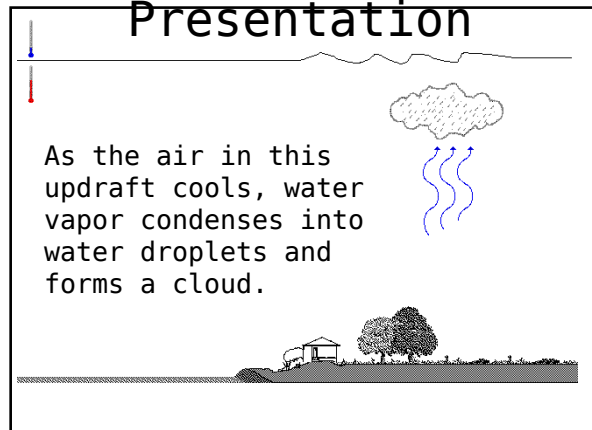 Presentation
As the air in this
updraft cools, water
vapor condenses into
water droplets and
forms a cloud.